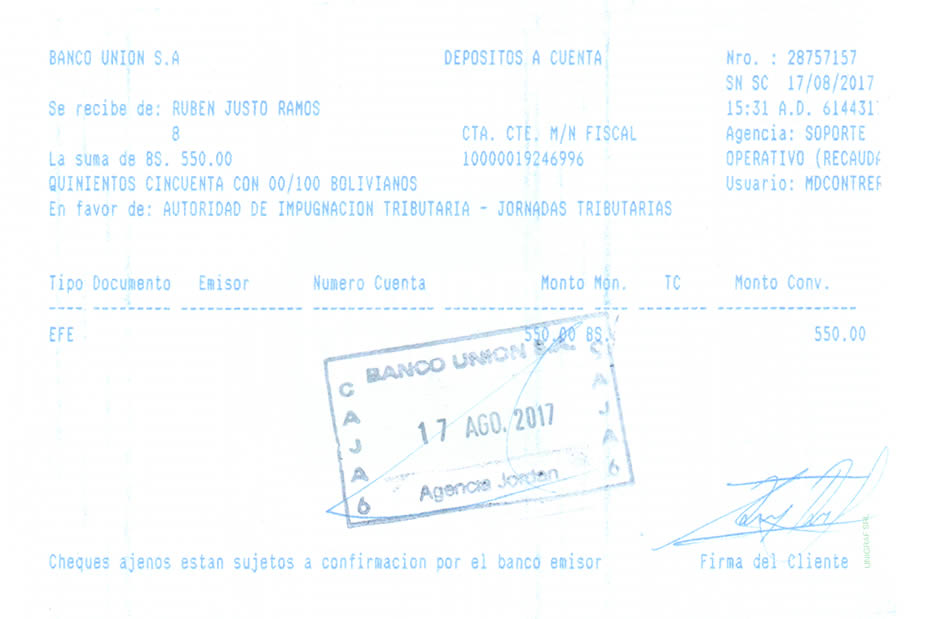 BANCO UNION S.A DEPOSITOS A CUENTA Nro. : 28757157
SN SC 17/08/2017
Se recibe de: RUBEN JUSTO RAMOS 15:31 A.D. 614431
8 CTA. CTE. M/N FISCAL Agencia: SOPORTE
La suma de BS. 550.00 10000019246996 OPERATIVO (RECAUDA
QUINIENTOS CINCUENTA CON 00/100 BOLIVIANOS Usuario: MDCONTRER
En favor de: AUTORIDAD DE IMPUGNACION TRIBUTARIA - JORNADAS TRIBUTARIAS
Tipo Documento Emisor Numero Cuenta Monto Mon. TC Monto Conv.
EFE 550.00 BS. 550.00
BANCO UNION S.A.
CAJA 6
17 AGO. 2017
CAJA 6
Agencia Jordan
Cheques ajenos estan sujetos a confirmacion por el banco emisor Firma del Cliente
UNIGRAF SRL